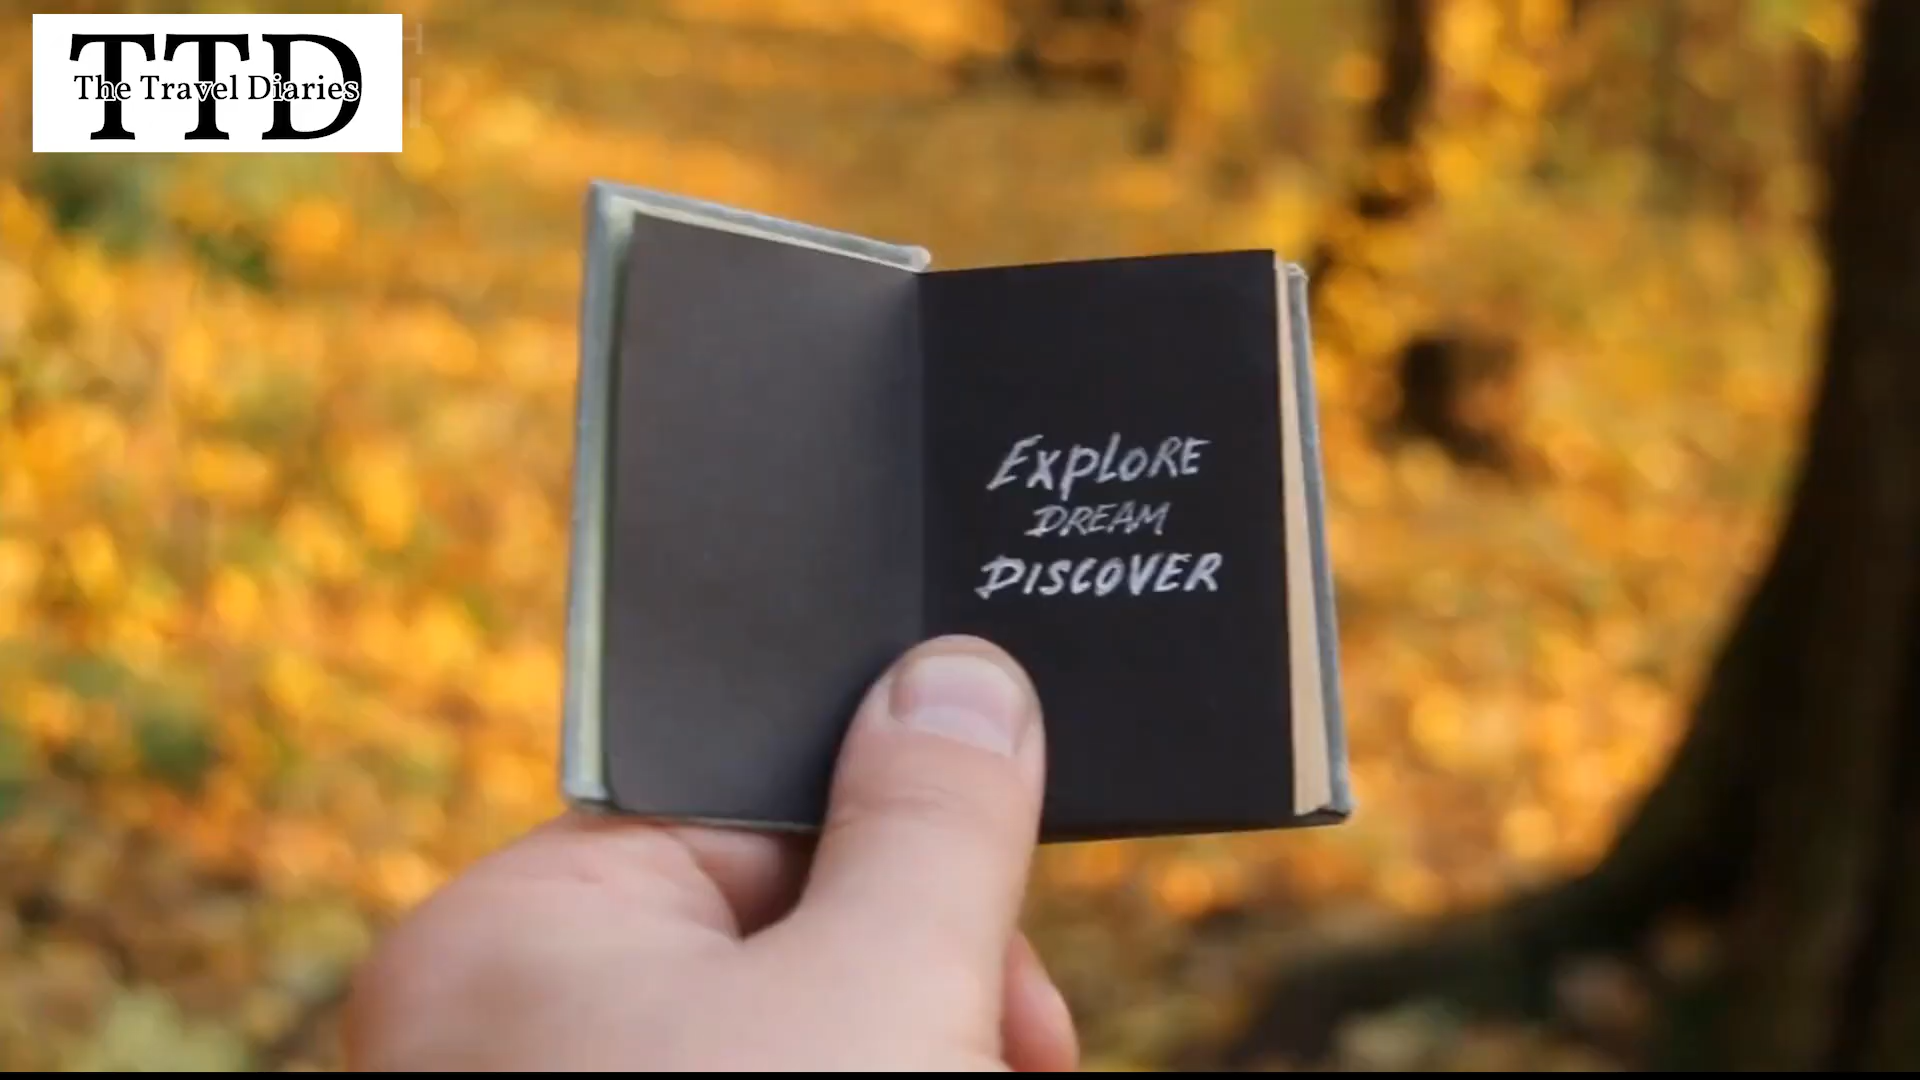 TTD
The Travel Diaries
EXPLORE
DREAM
DISCOVER